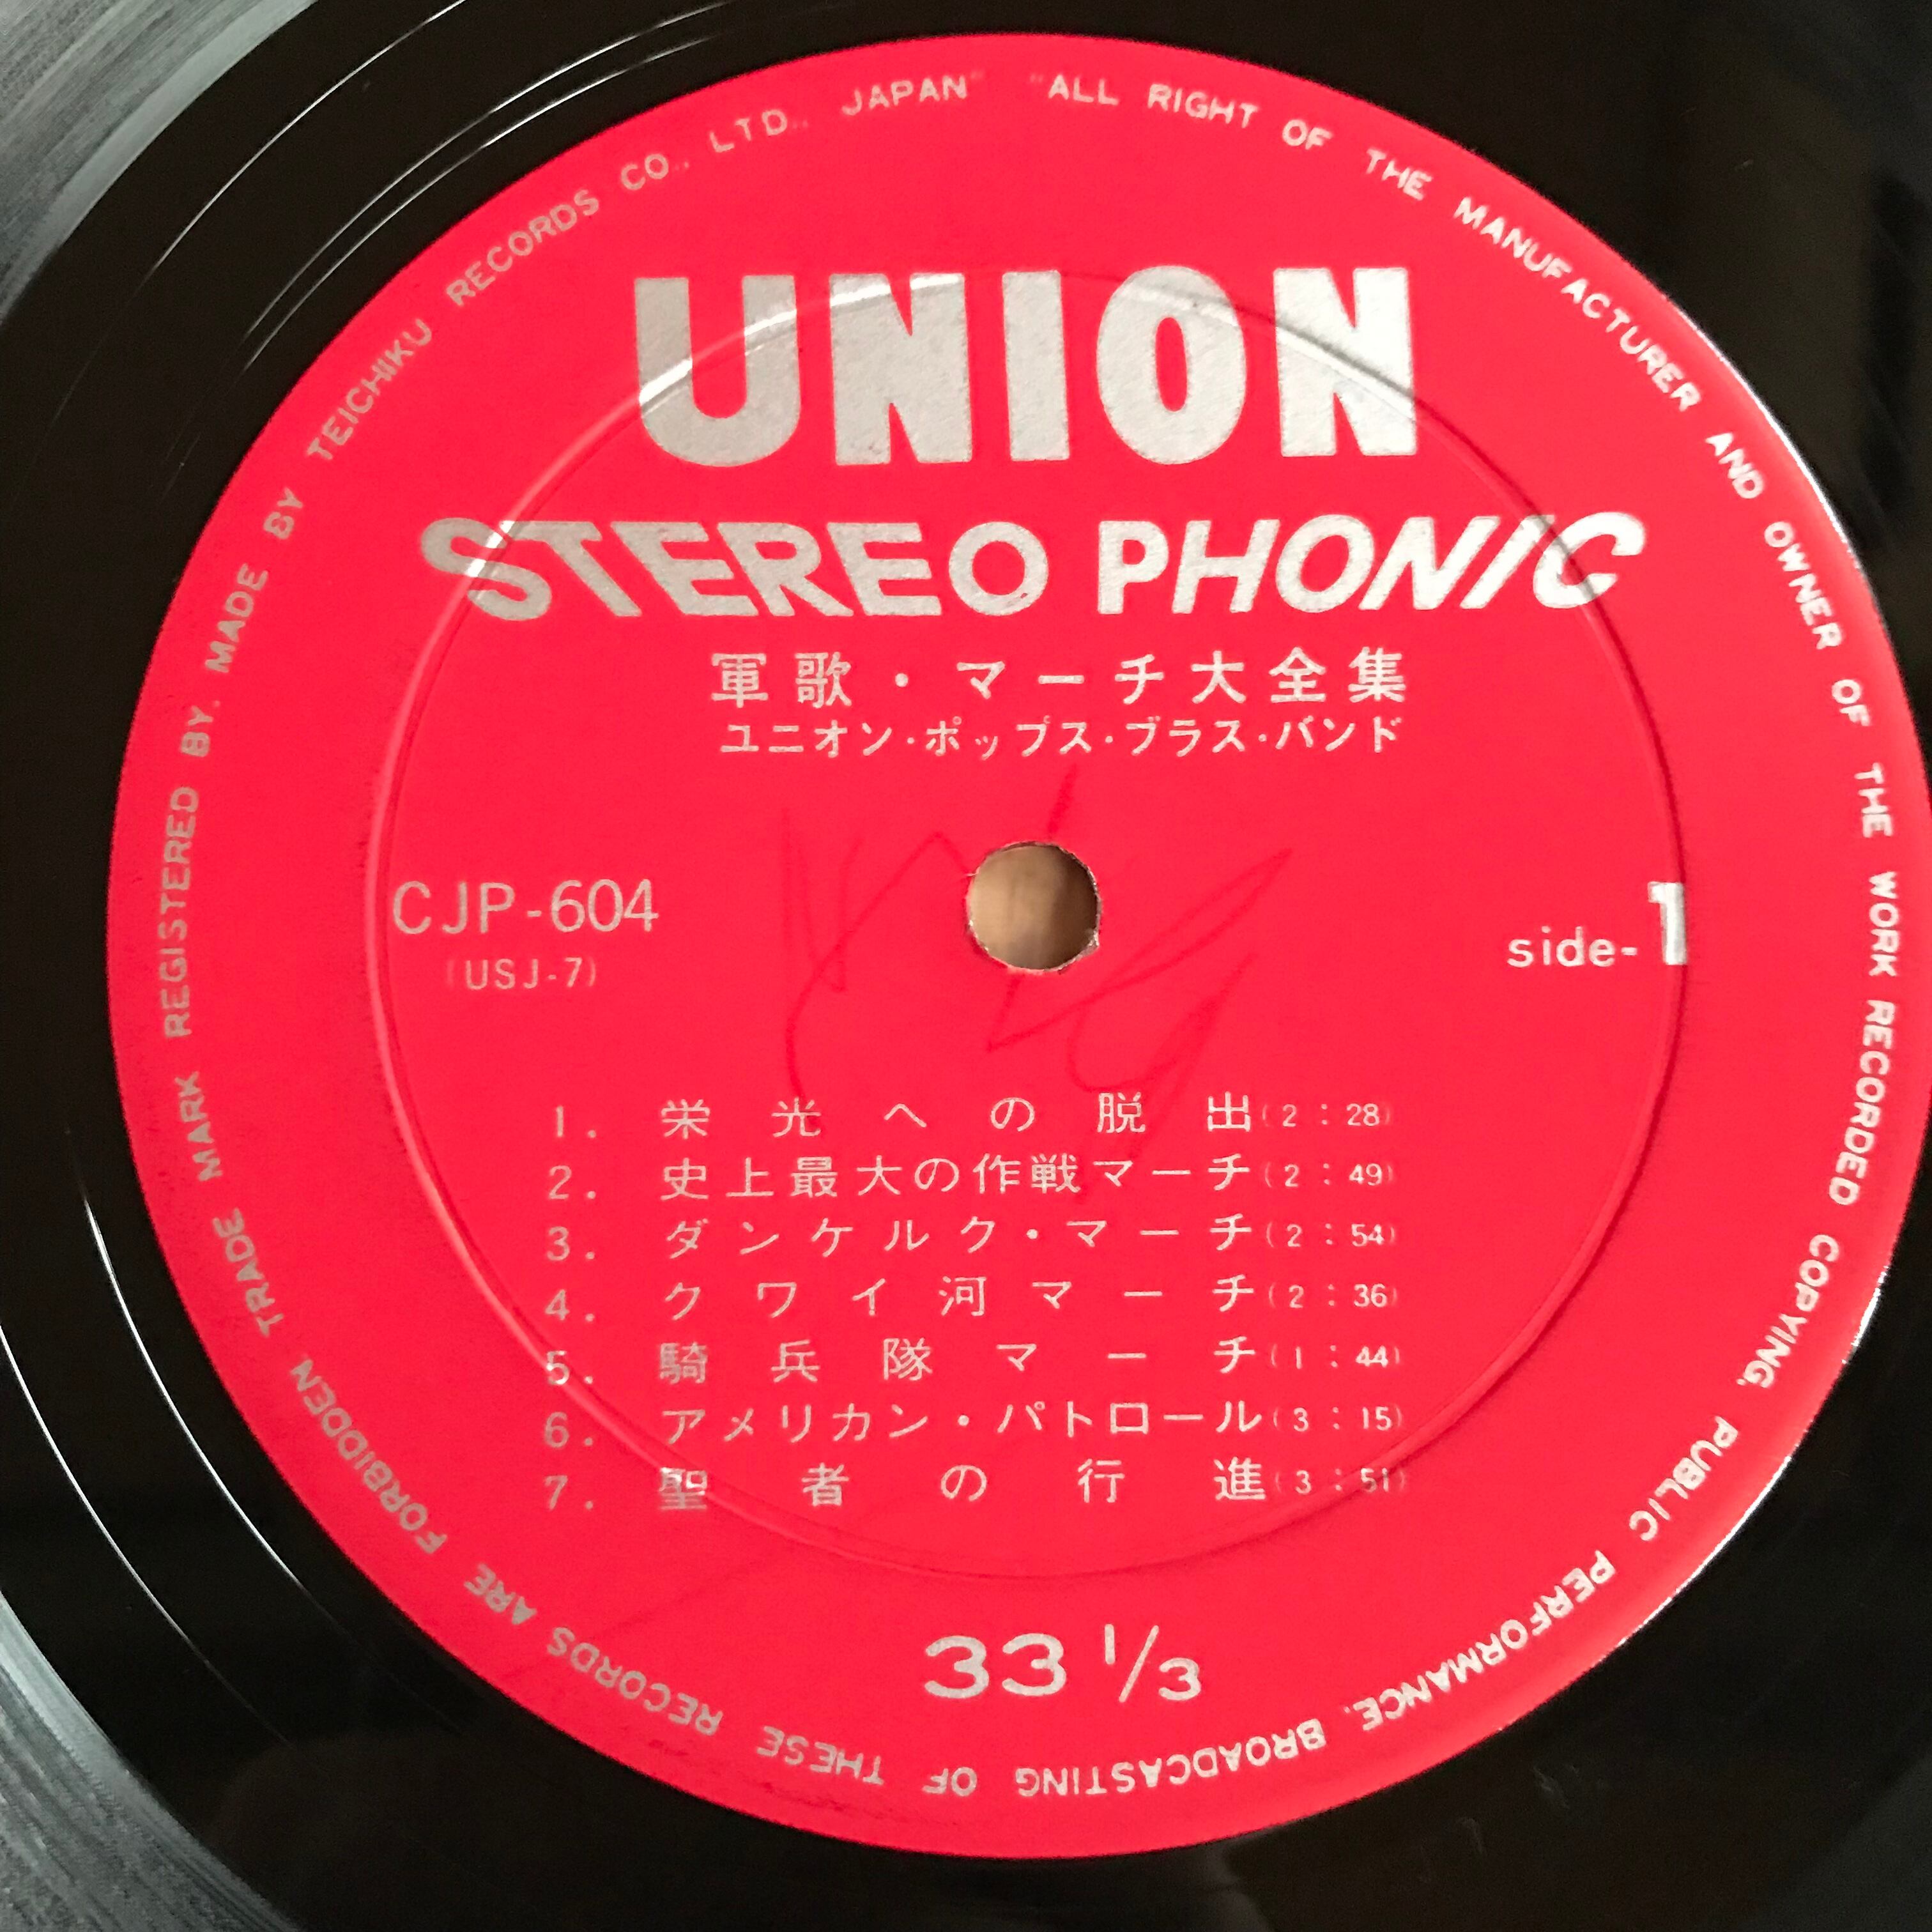 UNION
STEREO PHONIC
軍歌・マーチ大全集
ユニオン・ポップス・ブラス・バンド
CJP-604
(USJ-7)
side-1
1. 栄光への脱出(2:28)
2. 史上最大の作戦マーチ(2:49)
3. ダンケルク・マーチ(2:54)
4. クワイ河マーチ(2:36)
5. 騎兵隊マーチ(1:44)
6. アメリカン・パトロール(3:15)
7. 聖者の行進(3:51)
33 1/3
"ALL RIGHT OF THE MANUFACTURER AND OWNER OF THE WORK RECORDED COPYING. PUBLIC PERFORMANCE. BROADCASTING OF THESE RECORDS ARE FORBIDDEN. TRADE MARK REGISTERED BY. MADE BY TEICHIKU RECORDS CO., LTD., JAPAN"